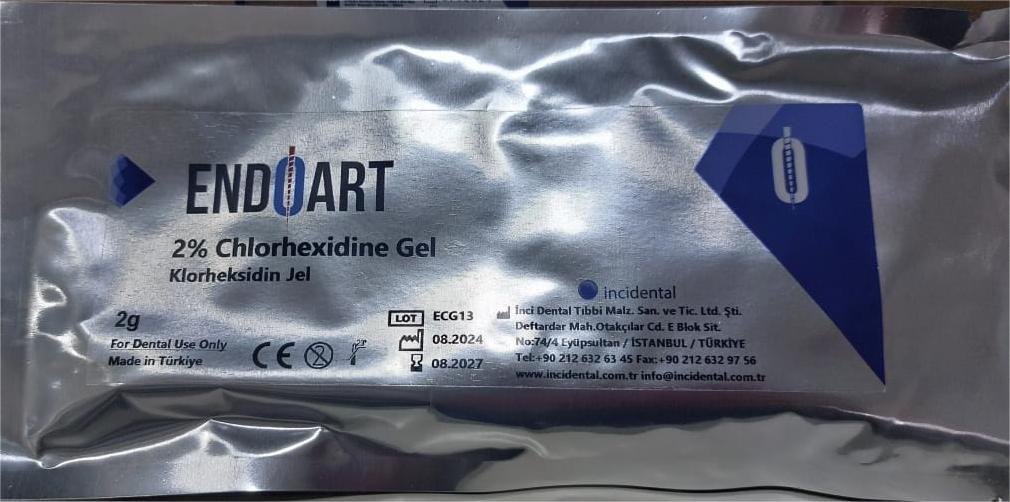 ENDOART
2% Chlorhexidine Gel
Klorheksidin Jel
2g
For Dental Use Only
Made in Türkiye
CE
LOT ECG13
08.2024
08.2027
incidental
İnci Dental Tıbbi Malz. San. ve Tic. Ltd. Şti.
Deftardar Mah.Otakçılar Cd. E Blok Sit.
No:74/4 Eyüpsultan / İSTANBUL / TÜRKİYE
Tel:+90 212 632 63 45 Fax:+90 212 632 97 56
www.incidental.com.tr info@incidental.com.tr